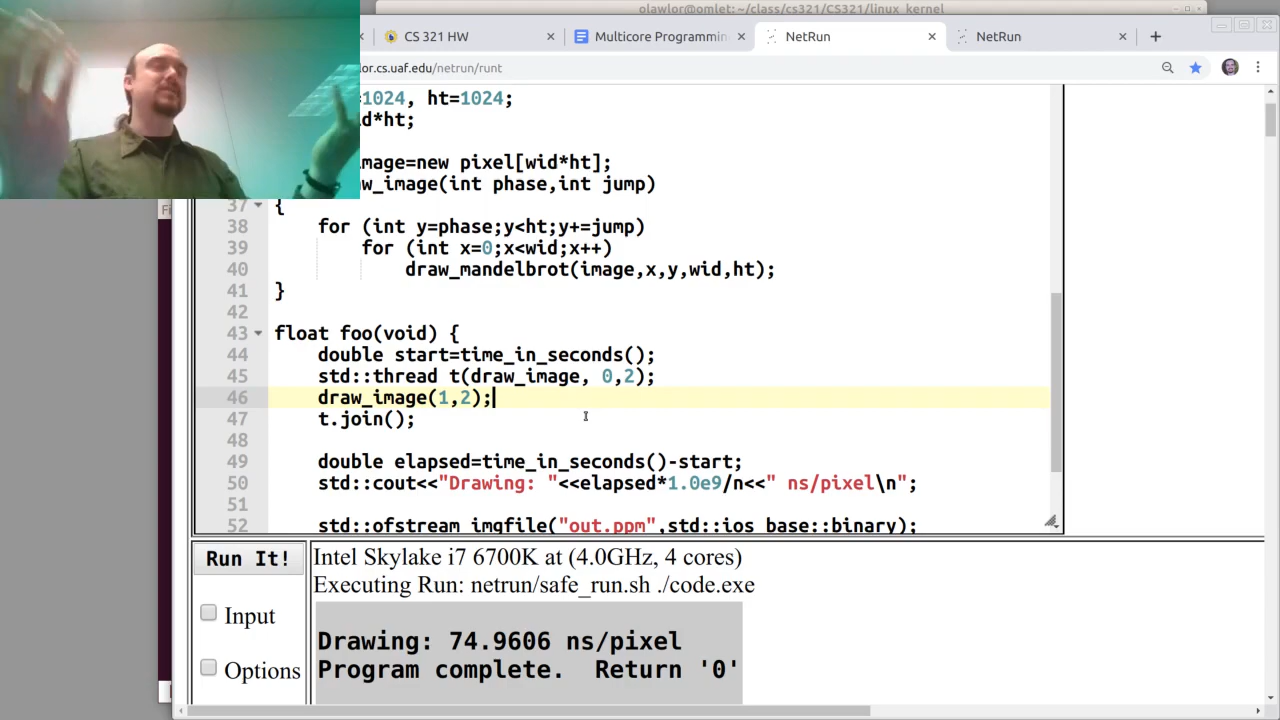 olawlor@omlet: ~/class/cs321/CS321/linux_kernel
CS 321 HW
Multicore Programmin
NetRun
NetRun
lor.cs.uaf.edu/netrun/runt
=1024, ht=1024;
d*ht;
image=new pixel[wid*ht];
aw_image(int phase,int jump)
37 {
38 for (int y=phase;y<ht;y+=jump)
39 for (int x=0;x<wid;x++)
40 draw_mandelbrot(image,x,y,wid,ht);
41 }
42
43 float foo(void) {
44 double start=time_in_seconds();
45 std::thread t(draw_image, 0,2);
46 draw_image(1,2);
47 t.join();
48
49 double elapsed=time_in_seconds()-start;
50 std::cout<<"Drawing: "<<elapsed*1.0e9/n<<" ns/pixel\n";
51
52 std::ofstream imgfile("out.ppm",std::ios_base::binary);
Run It!
Input
Options
Intel Skylake i7 6700K at (4.0GHz, 4 cores)
Executing Run: netrun/safe_run.sh ./code.exe
Drawing: 74.9606 ns/pixel
Program complete. Return '0'